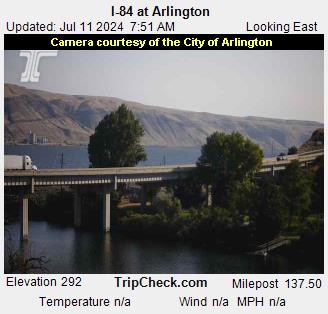 I-84 at Arlington
Updated: Jul 11 2024 7:51 AM Looking East
Camera courtesy of the City of Arlington
Elevation 292 TripCheck.com Milepost 137.50
Temperature n/a Wind n/a MPH n/a